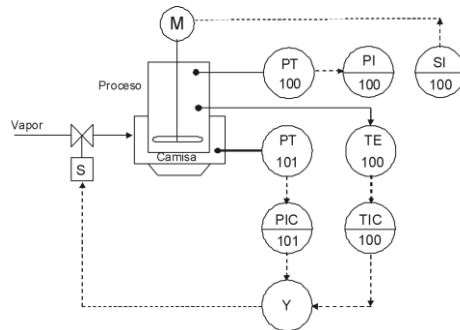 M
PT
100
PI
100
SI
100
Proceso
Vapor
Camisa
S
PT
101
TE
100
PIC
101
TIC
100
Y